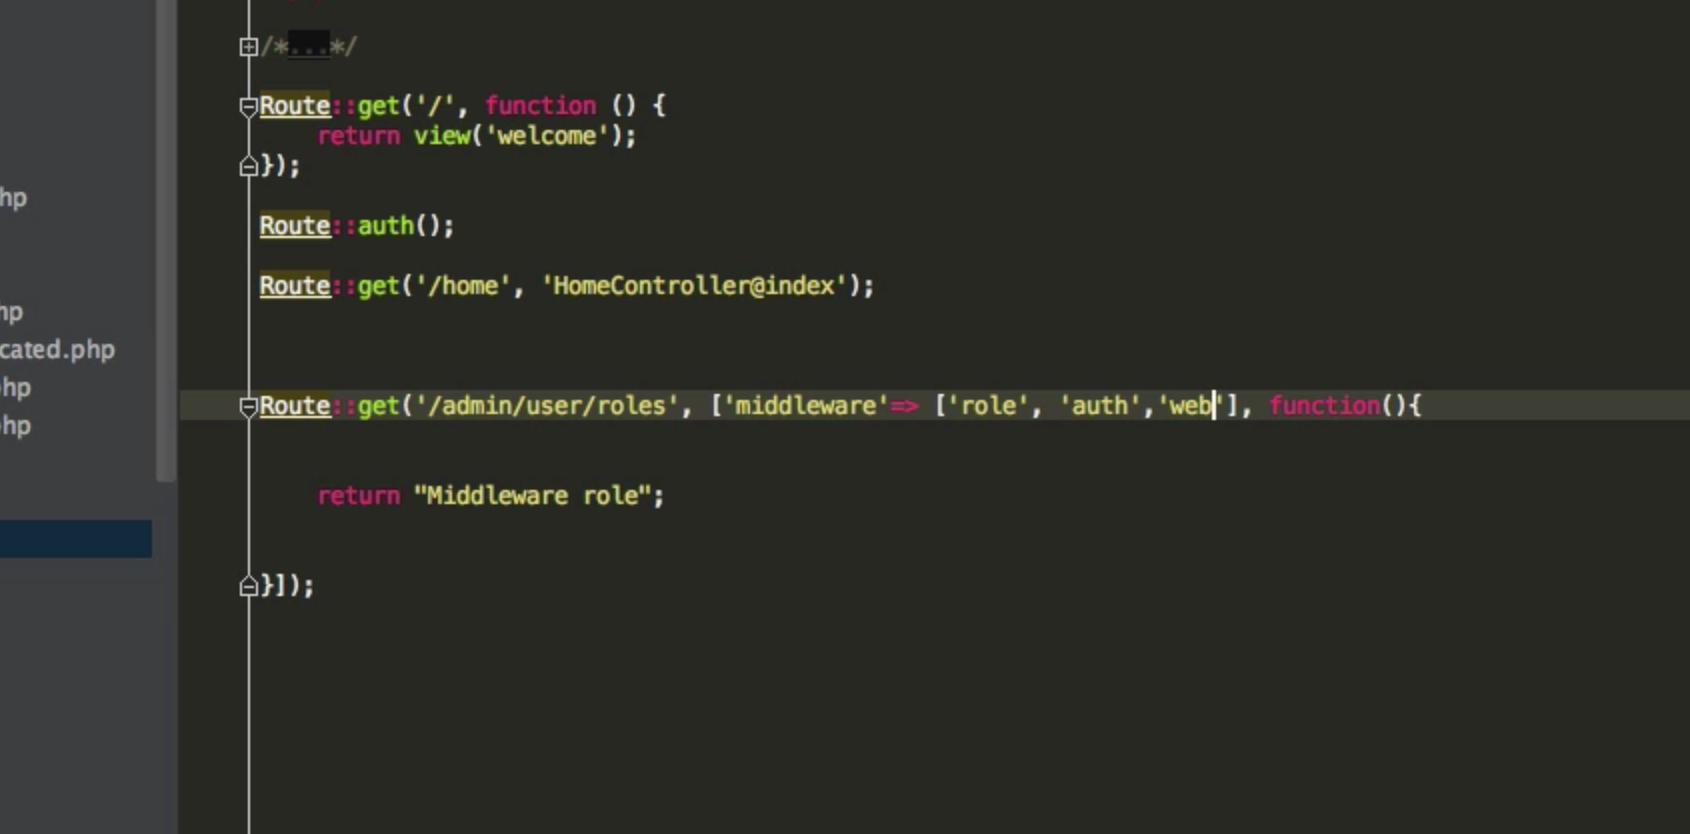 /*...*/
Route::get('/', function () {
return view('welcome');
});
hp
Route::auth();
Route::get('/home', 'HomeController@index');
hp
cated.php
hp
Route::get('/admin/user/roles', ['middleware'=> ['role', 'auth','web'], function(){
hp
return "Middleware role";
}]);